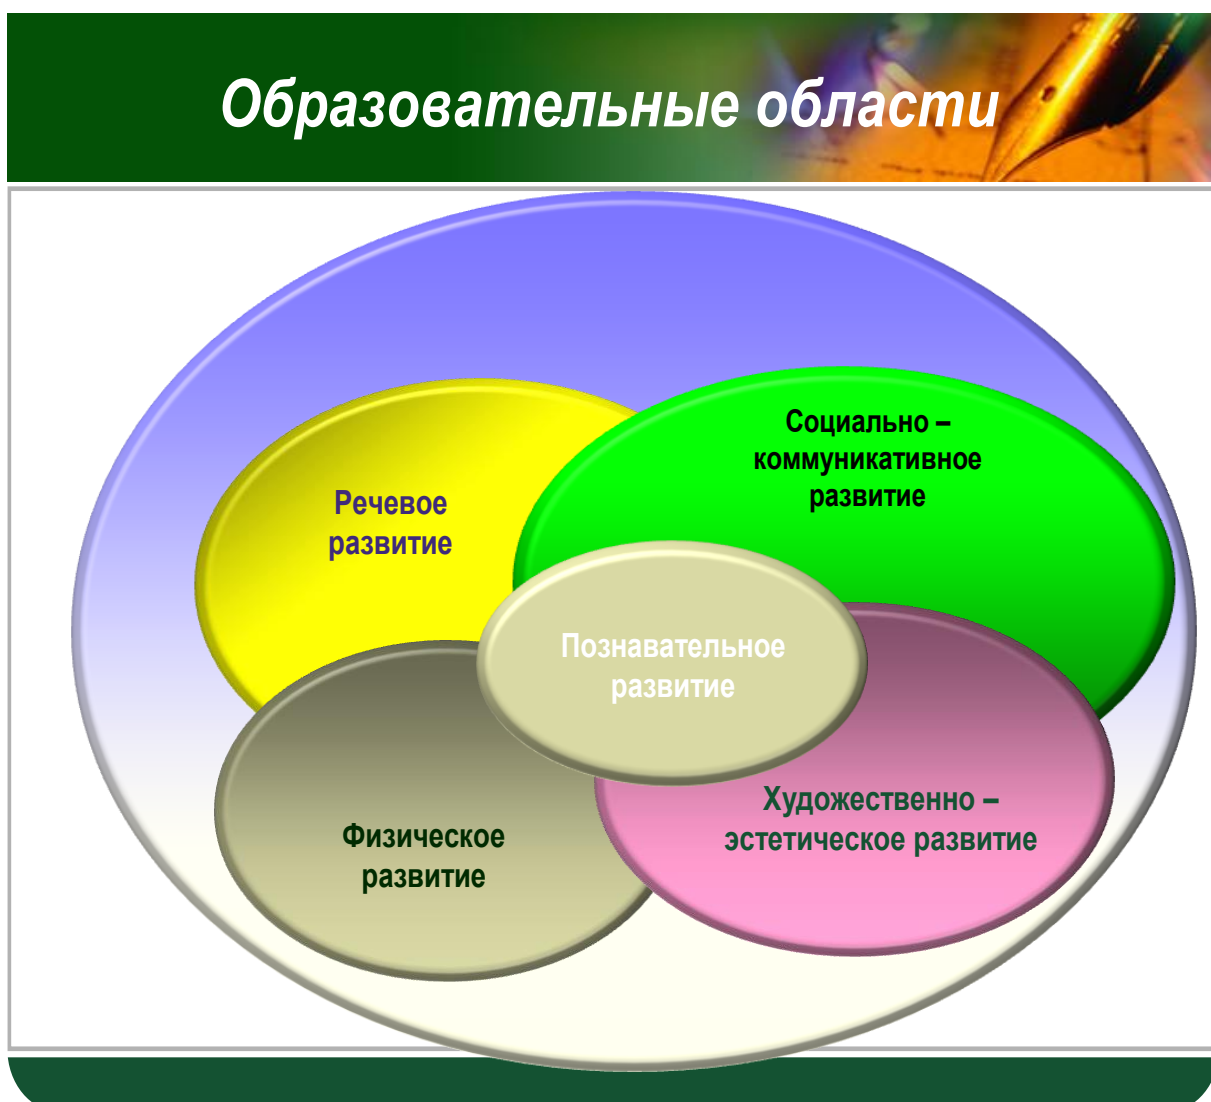 Образовательные области
Социально –
коммуникативное
развитие
Речевое
развитие
Познавательное
развитие
Художественно –
эстетическое развитие
Физическое
развитие